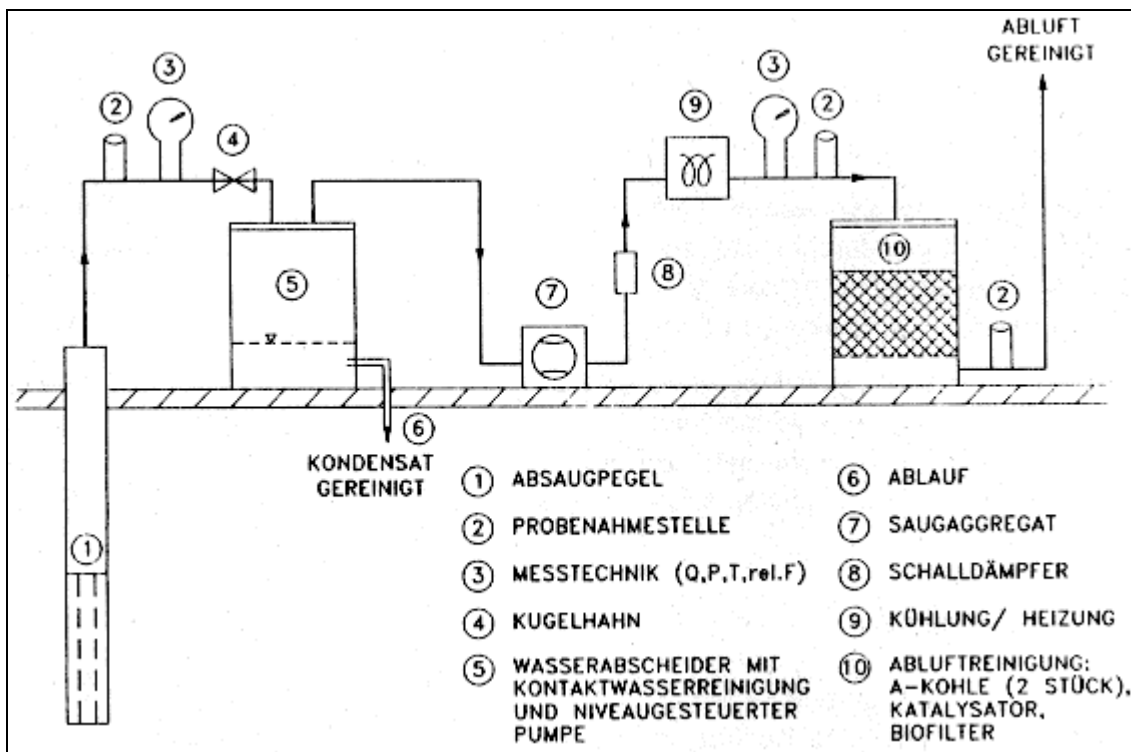 ABLUFT
GEREINIGT
③
②
④
⑨
③
②
⑤
⑦
⑧
⑩
②
⑥
KONDENSAT
GEREINIGT
①
① ABSAUGPEGEL
② PROBENAHMESTELLE
③ MESSTECHNIK (Q,P,T,rel.F)
④ KUGELHAHN
⑤ WASSERABSCHEIDER MIT
KONTAKTWASSERREINIGUNG
UND NIVEAUGESTEUERTER
PUMPE
⑥ ABLAUF
⑦ SAUGAGGREGAT
⑧ SCHALLDÄMPFER
⑨ KÜHLUNG/ HEIZUNG
⑩ ABLUFTREINIGUNG:
A-KOHLE (2 STÜCK),
KATALYSATOR,
BIOFILTER